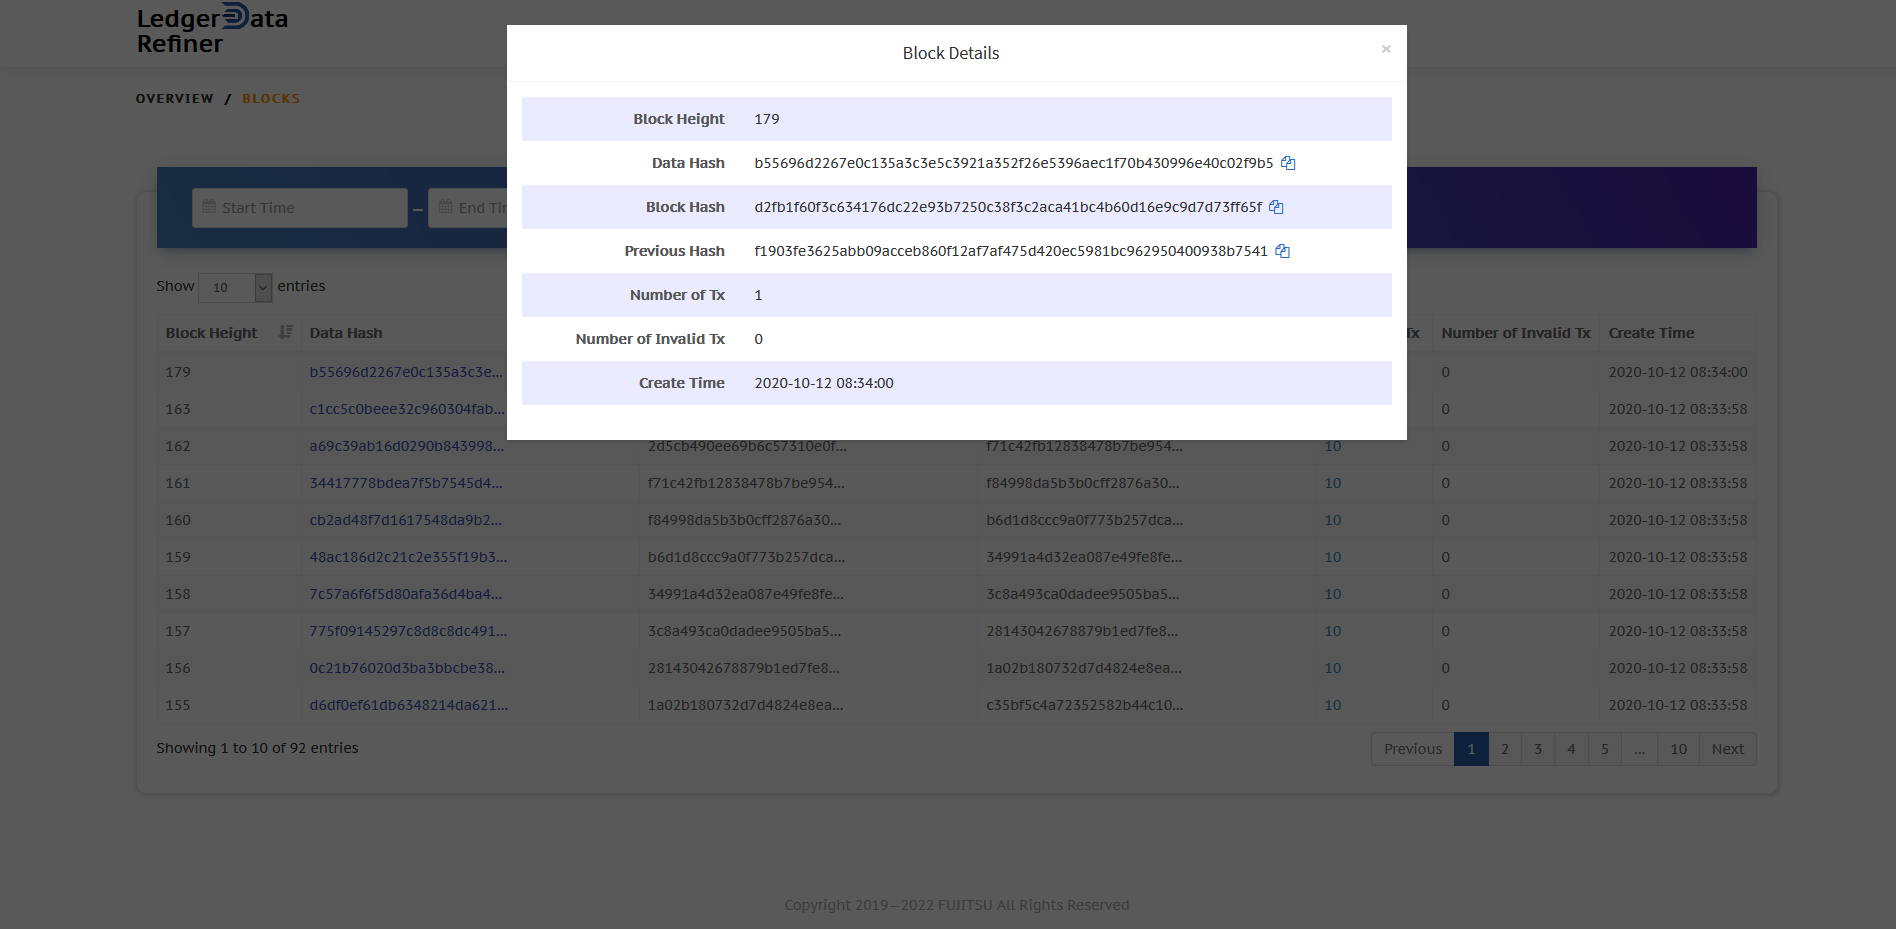 Ledger Data
Refiner
OVERVIEW / BLOCKS
Block Details
×
Block Height 179
Data Hash b55696d2267e0c135a3c3e5c3921a352f26e5396aec1f70b430996e40c02f9b5
Block Hash d2fb1f60f3c634176dc22e93b7250c38f3c2aca41bc4b60d16e9c9d7d73ff65f
Previous Hash f1903fe3625abb09acceb860f12af7af475d420ec5981bc962950400938b7541
Number of Tx 1
Number of Invalid Tx 0
Create Time 2020-10-12 08:34:00
Start Time – End Tir
Show 10 entries
Block Height Data Hash Tx Number of Invalid Tx Create Time
179 b55696d2267e0c135a3c3e... 0 2020-10-12 08:34:00
163 c1cc5c0beee32c960304fab... 0 2020-10-12 08:33:58
162 a69c39ab16d0290b843998... 2d5cb490ee69b6c57310e0f... f71c42fb12838478b7be954... 10 0 2020-10-12 08:33:58
161 34417778bdea7f5b7545d4... f71c42fb12838478b7be954... f84998da5b3b0cff2876a30... 10 0 2020-10-12 08:33:58
160 cb2ad48f7d1617548da9b2... f84998da5b3b0cff2876a30... b6d1d8ccc9a0f773b257dca... 10 0 2020-10-12 08:33:58
159 48ac186d2c21c2e355f19b3... b6d1d8ccc9a0f773b257dca... 34991a4d32ea087e49fe8fe... 10 0 2020-10-12 08:33:58
158 7c57a6f6f5d80afa36d4ba4... 34991a4d32ea087e49fe8fe... 3c8a493ca0dadee9505ba5... 10 0 2020-10-12 08:33:58
157 775f09145297c8d8c8dc491... 3c8a493ca0dadee9505ba5... 28143042678879b1ed7fe8... 10 0 2020-10-12 08:33:58
156 0c21b76020d3ba3bbcbe38... 28143042678879b1ed7fe8... 1a02b180732d7d4824e8ea... 10 0 2020-10-12 08:33:58
155 d6df0ef61db6348214da621... 1a02b180732d7d4824e8ea... c35bf5c4a72352582b44c10... 10 0 2020-10-12 08:33:58
Showing 1 to 10 of 92 entries
Previous 1 2 3 4 5 ... 10 Next
Copyright 2019—2022 FUJITSU All Rights Reserved